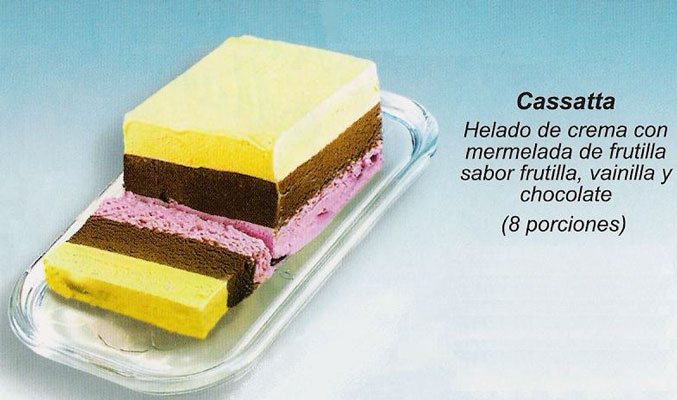 Cassatta
Helado de crema con
mermelada de frutilla
sabor frutilla, vainilla y
chocolate
(8 porciones)